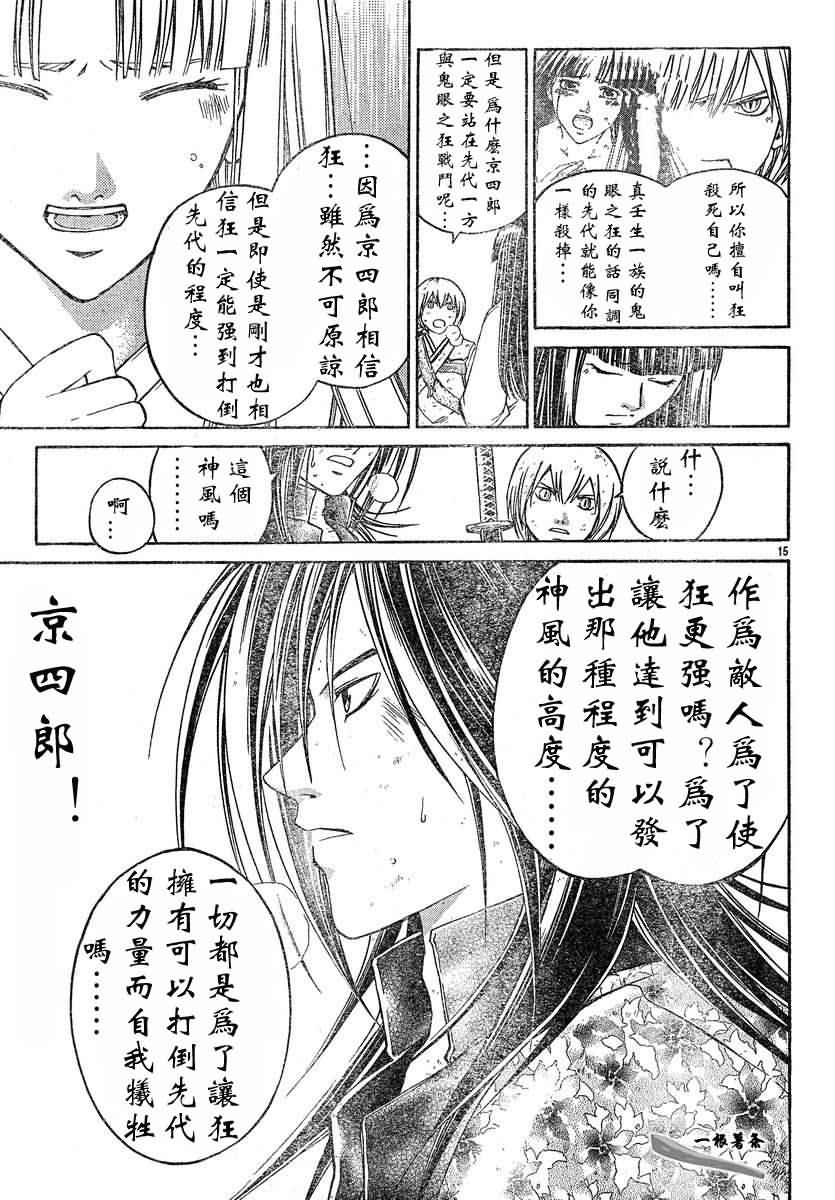 所以你擅自叫狂
殺死自己嗎……
真壬生一族的鬼
眼之狂的話同調
的先代就能像你
一樣殺掉…
但是為什麼京四郎
一定要站在先代一方
與鬼眼之狂戰鬥呢…
…因爲京四郎相信
狂…雖然不可原諒
但是即使是剛才也相
信狂一定能强到打倒
先代的程度…
什…
說什麼
這個
神風嗎
……
啊
…
15
作爲敵人爲了使
狂更强嗎？爲了
讓他達到可以發
出那種程度的
神風的高度……
京四郎！
一切都是爲了讓狂
擁有可以打倒先代
的力量而自我犧牲
嗎……
一根薯条